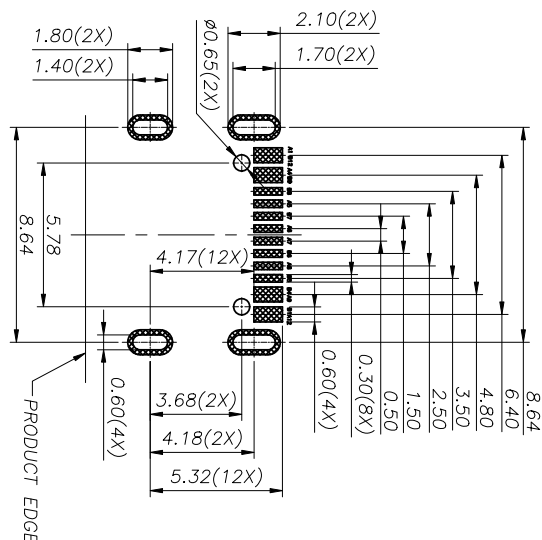 2.10(2X)
1.80(2X)
1.70(2X)
1.40(2X)
ø0.65(2X)
5.78
8.64
4.17(12X)
8.64
6.40
4.80
3.50
2.50
1.50
0.50
0.30(8X)
0.60(4X)
0.60(4X)
3.68(2X)
4.18(2X)
5.32(12X)
PRODUCT EDGE